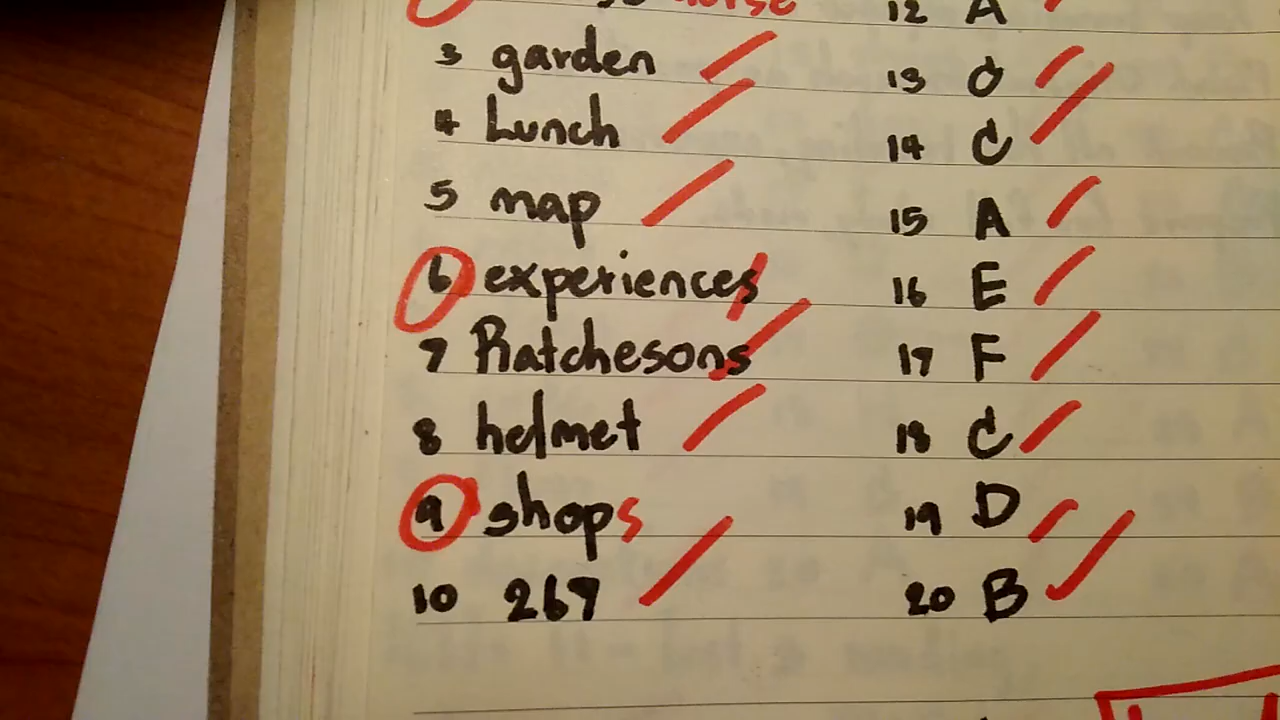 12 A
3 garden
13 d
4 Lunch
14 C
5 map
15 A
6 experiences
16 E
7 Ratchesons
17 F
8 helmet
18 C
9 shops
19 D
10 267
20 B